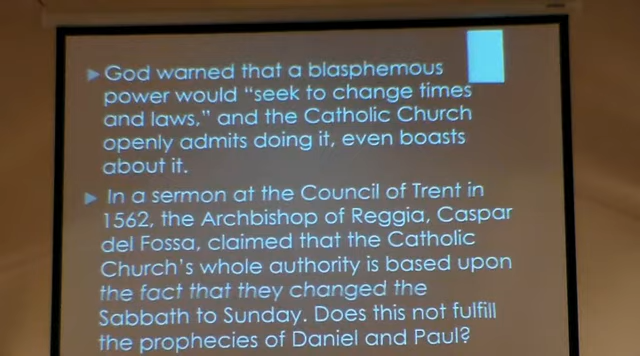 God warned that a blasphemous
power would “seek to change times
and laws,” and the Catholic Church
openly admits doing it, even boasts
about it.
In a sermon at the Council of Trent in
1562, the Archbishop of Reggia, Caspar
del Fossa, claimed that the Catholic
Church’s whole authority is based upon
the fact that they changed the
Sabbath to Sunday. Does this not fulfill
the prophecies of Daniel and Paul?